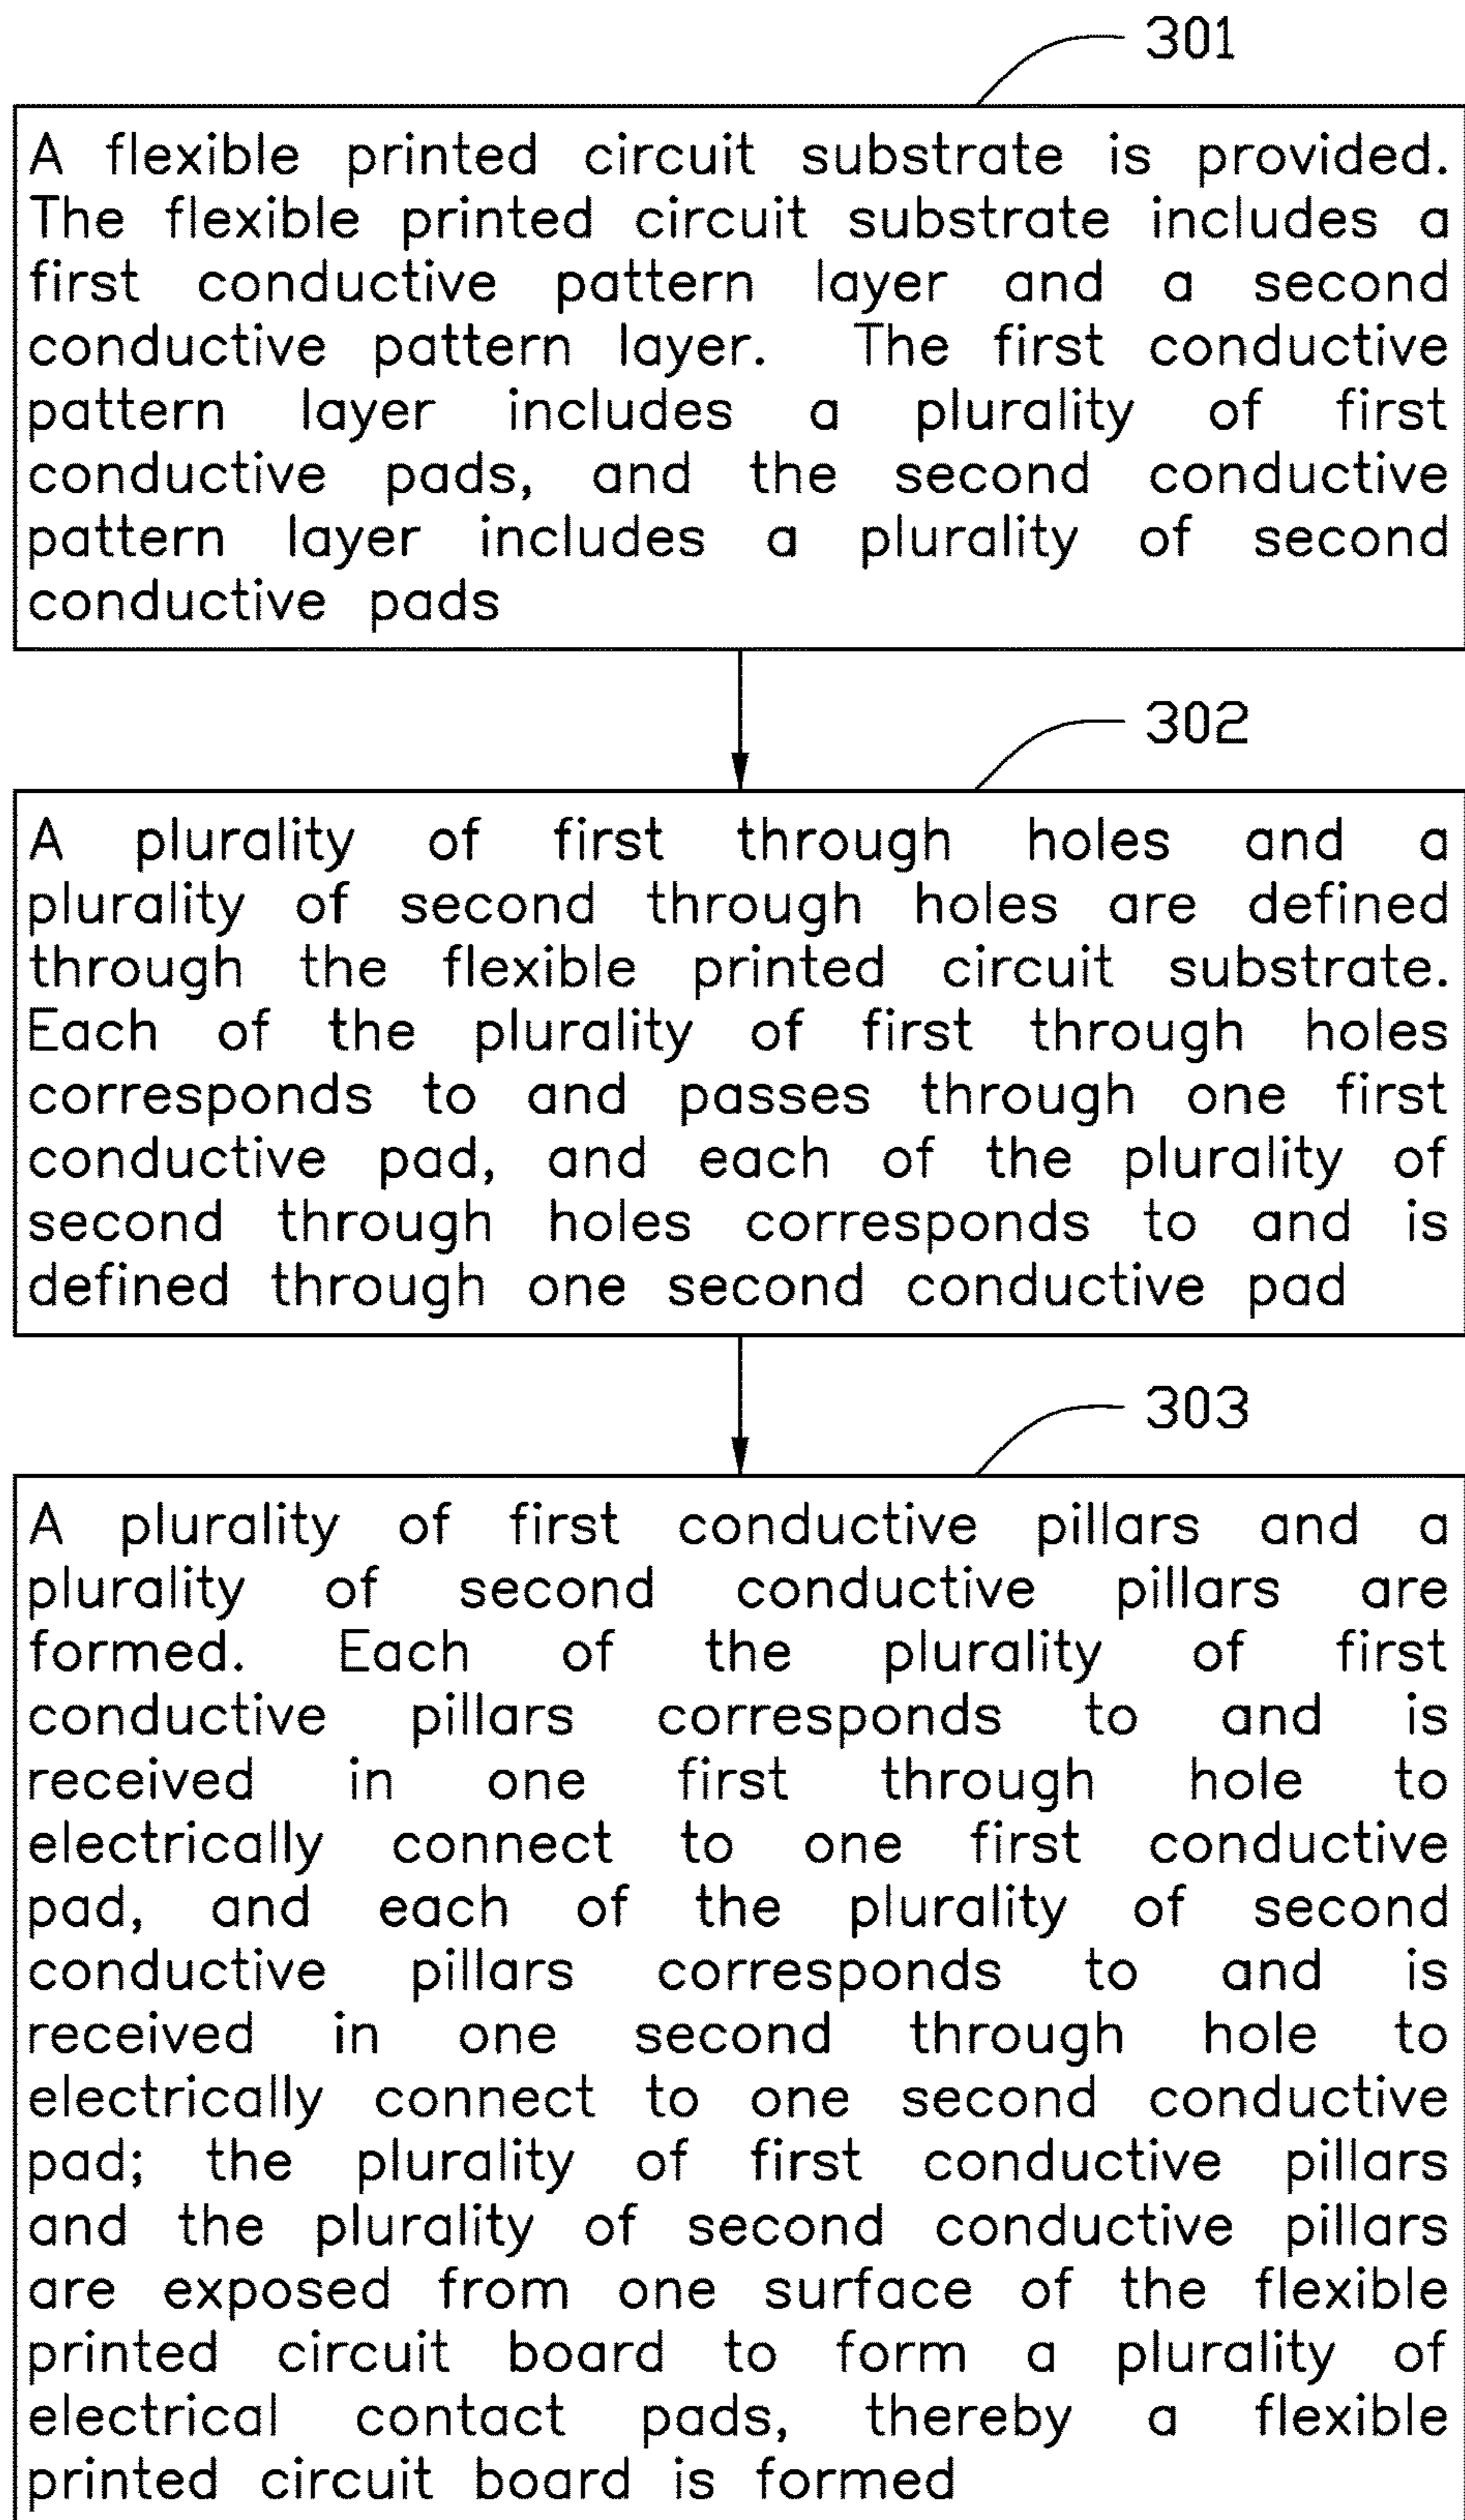 301
A flexible printed circuit substrate is provided.
The flexible printed circuit substrate includes a
first conductive pattern layer and a second
conductive pattern layer. The first conductive
pattern layer includes a plurality of first
conductive pads, and the second conductive
pattern layer includes a plurality of second
conductive pads
302
A plurality of first through holes and a
plurality of second through holes are defined
through the flexible printed circuit substrate.
Each of the plurality of first through holes
corresponds to and passes through one first
conductive pad, and each of the plurality of
second through holes corresponds to and is
defined through one second conductive pad
303
A plurality of first conductive pillars and a
plurality of second conductive pillars are
formed. Each of the plurality of first
conductive pillars corresponds to and is
received in one first through hole to
electrically connect to one first conductive
pad, and each of the plurality of second
conductive pillars corresponds to and is
received in one second through hole to
electrically connect to one second conductive
pad; the plurality of first conductive pillars
and the plurality of second conductive pillars
are exposed from one surface of the flexible
printed circuit board to form a plurality of
electrical contact pads, thereby a flexible
printed circuit board is formed